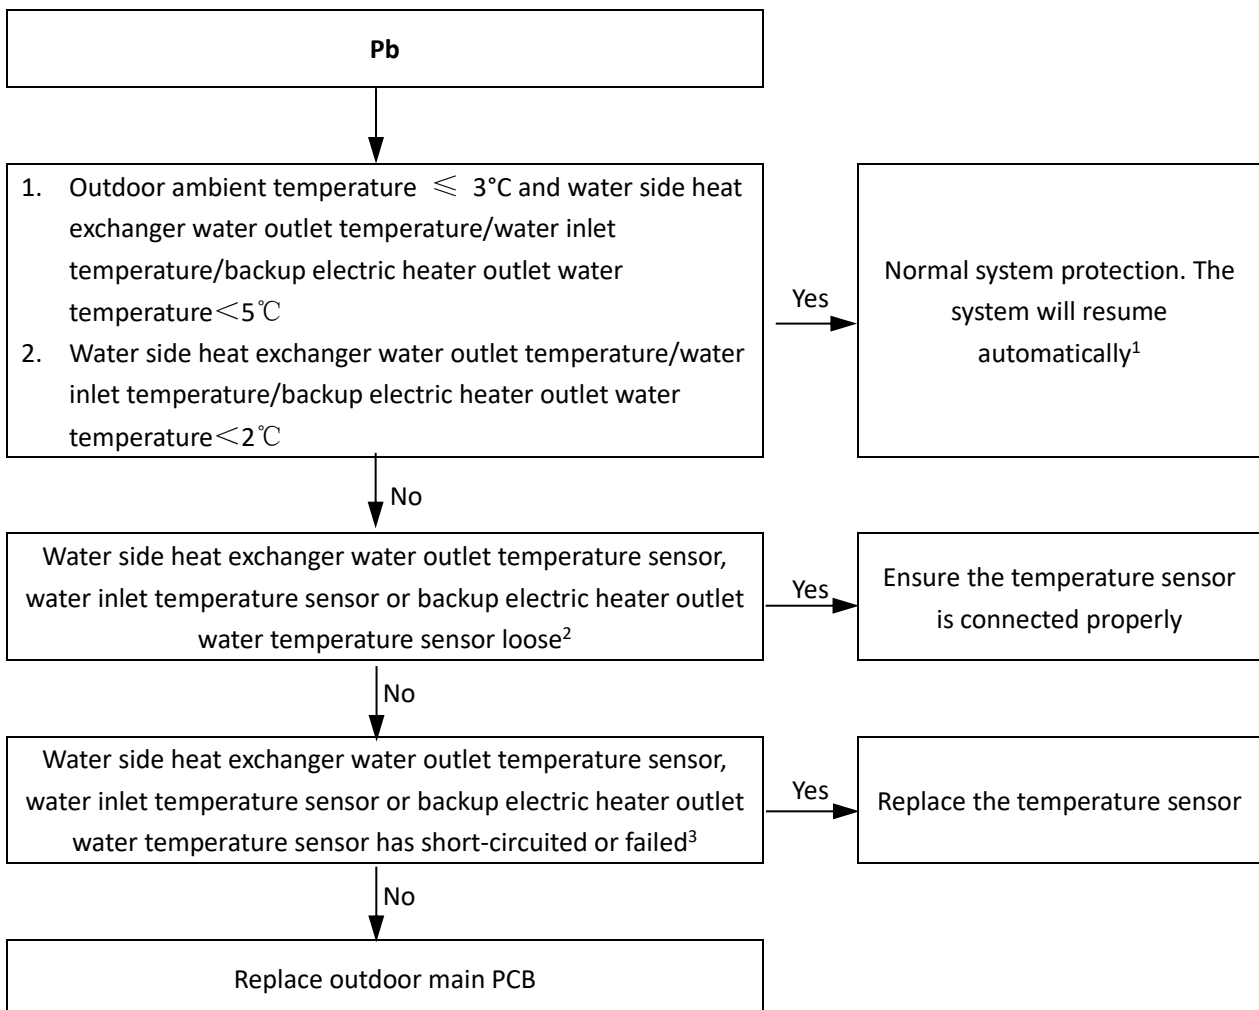 Pb
1. Outdoor ambient temperature ≤ 3°C and water side heat
exchanger water outlet temperature/water inlet
temperature/backup electric heater outlet water
temperature＜5℃
2. Water side heat exchanger water outlet temperature/water
inlet temperature/backup electric heater outlet water
temperature＜2℃
Yes
Normal system protection. The
system will resume
automatically¹
No
Water side heat exchanger water outlet temperature sensor,
water inlet temperature sensor or backup electric heater outlet
water temperature sensor loose²
Yes
Ensure the temperature sensor
is connected properly
No
Water side heat exchanger water outlet temperature sensor,
water inlet temperature sensor or backup electric heater outlet
water temperature sensor has short-circuited or failed³
Yes
Replace the temperature sensor
No
Replace outdoor main PCB